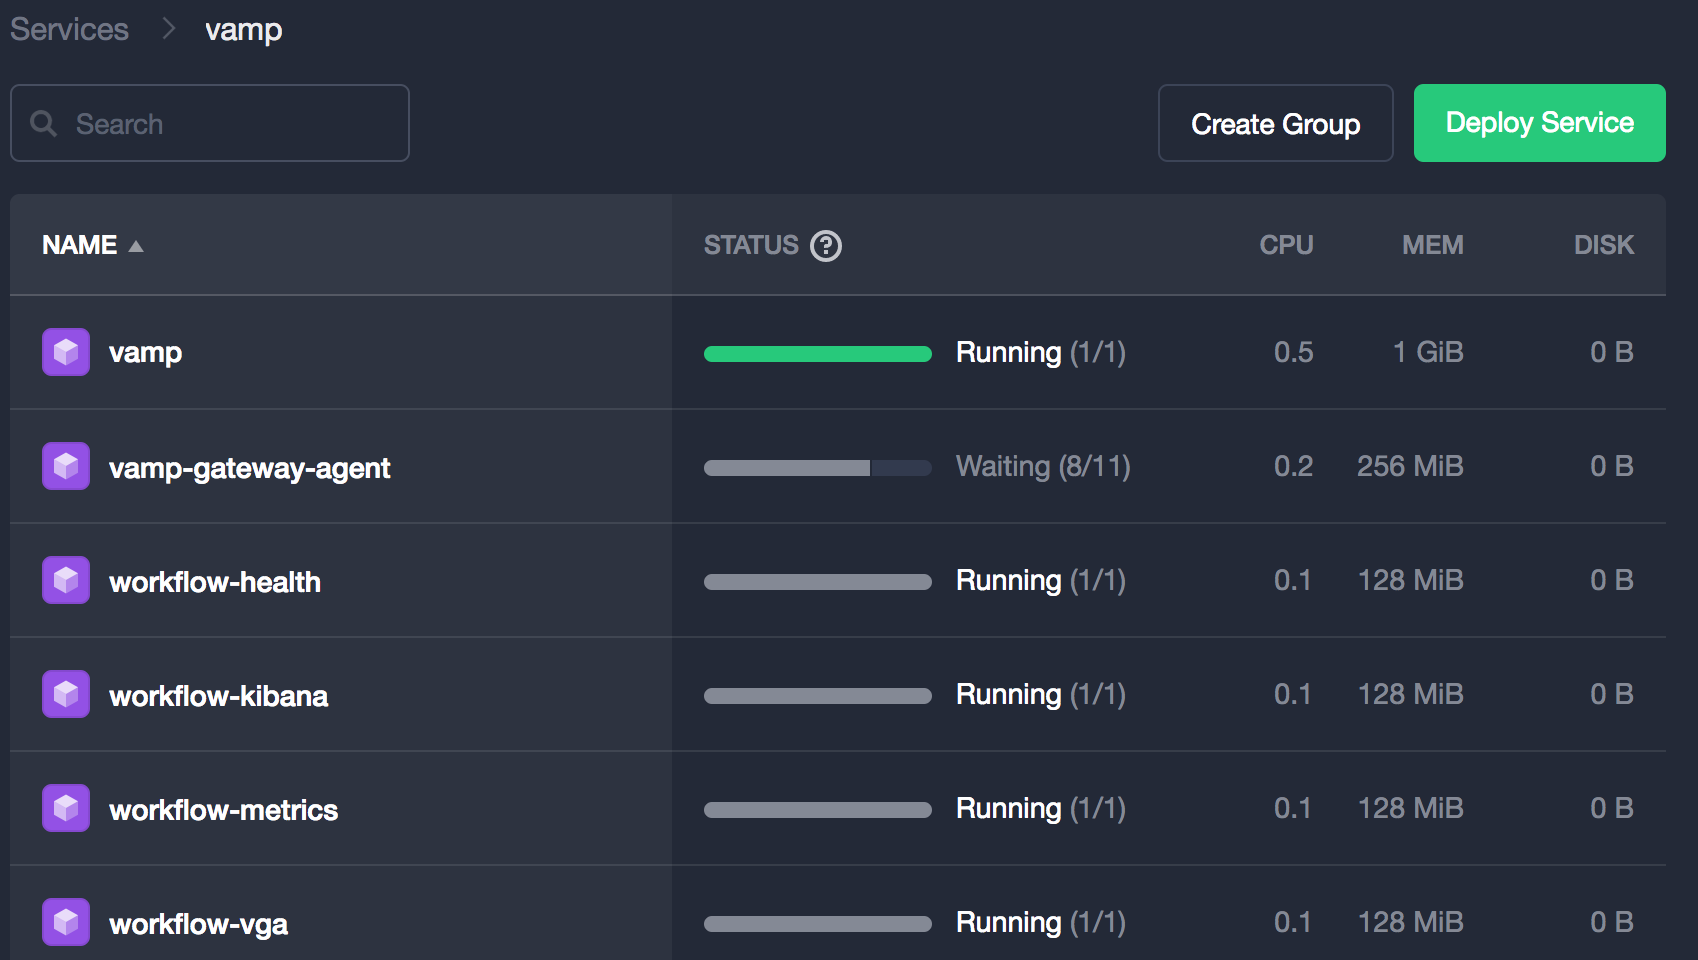 Services > vamp
Search
Create Group
Deploy Service
NAME STATUS ? CPU MEM DISK
vamp Running (1/1) 0.5 1 GiB 0 B
vamp-gateway-agent Waiting (8/11) 0.2 256 MiB 0 B
workflow-health Running (1/1) 0.1 128 MiB 0 B
workflow-kibana Running (1/1) 0.1 128 MiB 0 B
workflow-metrics Running (1/1) 0.1 128 MiB 0 B
workflow-vga Running (1/1) 0.1 128 MiB 0 B